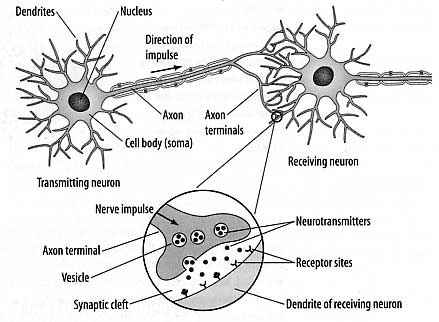 Dendrites
Nucleus
Direction of
impulse
Axon
Axon
terminals
Cell body (soma)
Receiving neuron
Transmitting neuron
Nerve impulse
Neurotransmitters
Axon terminal
Receptor sites
Vesicle
Synaptic cleft
Dendrite of receiving neuron